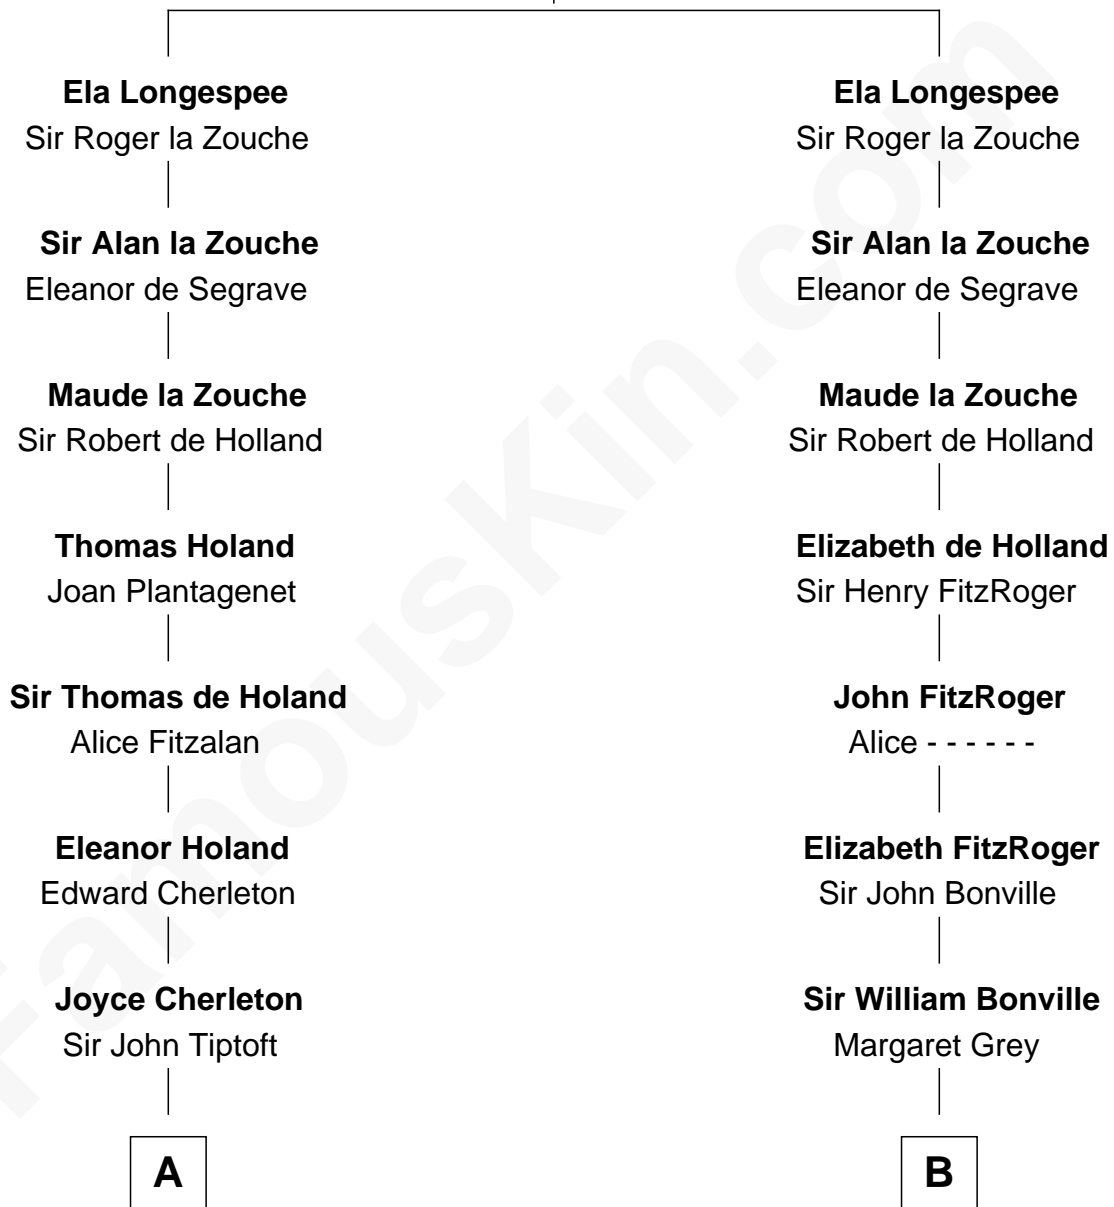 Ela Longespee
Sir Roger la Zouche
Sir Alan la Zouche
Eleanor de Segrave
Maude la Zouche
Sir Robert de Holland
Thomas Holand
Joan Plantagenet
Sir Thomas de Holand
Alice Fitzalan
Eleanor Holand
Edward Cherleton
Joyce Cherleton
Sir John Tiptoft
A
Ela Longespee
Sir Roger la Zouche
Sir Alan la Zouche
Eleanor de Segrave
Maude la Zouche
Sir Robert de Holland
Elizabeth de Holland
Sir Henry FitzRoger
John FitzRoger
Alice - - - - - -
Elizabeth FitzRoger
Sir John Bonville
Sir William Bonville
Margaret Grey
B
FamousKin.com